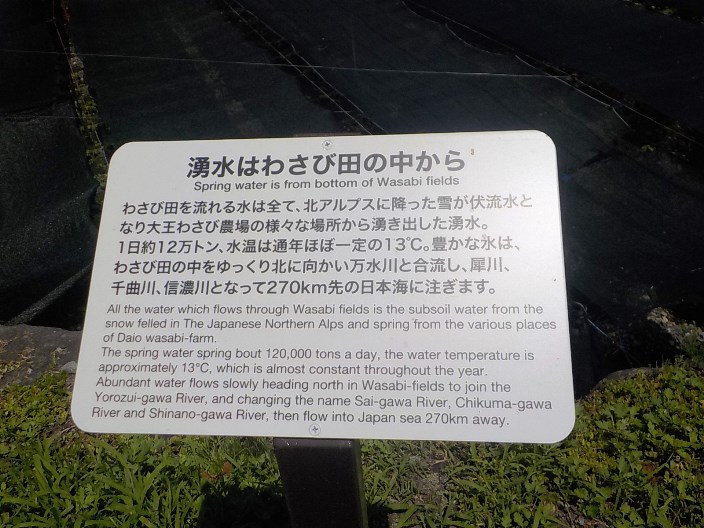 湧水はわさび田の中から
Spring water is from bottom of Wasabi fields
わさび田を流れる水は全て、北アルプスに降った雪が伏流水と
なり大王わさび農場の様々な場所から湧き出した湧水。
1日約12万トン、水温は通年ほぼ一定の13℃。豊かな水は、
わさび田の中をゆっくり北に向かい万水川と合流し、犀川、
千曲川、信濃川となって270km先の日本海に注ぎます。
All the water which flows through Wasabi fields is the subsoil water from the
snow felled in The Japanese Northern Alps and spring from the various places
of Daio wasabi-farm.
The spring water spring bout 120,000 tons a day, the water temperature is
approximately 13°C, which is almost constant throughout the year.
Abundant water flows slowly heading north in Wasabi-fields to join the
Yorozui-gawa River, and changing the name Sai-gawa River, Chikuma-gawa
River and Shinano-gawa River, then flow into Japan sea 270km away.